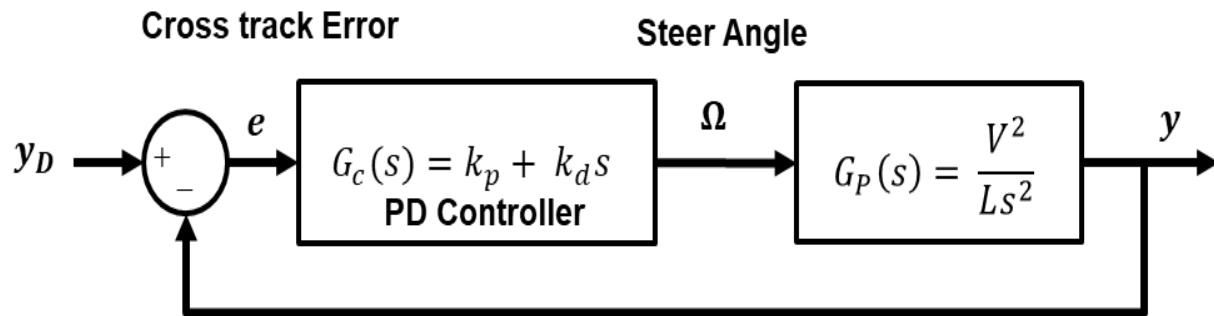 Cross track Error
Steer Angle
y_D
+
−
e
G_c(s) = k_p + k_d s
PD Controller
Ω
G_P(s) = V^2 / Ls^2
y